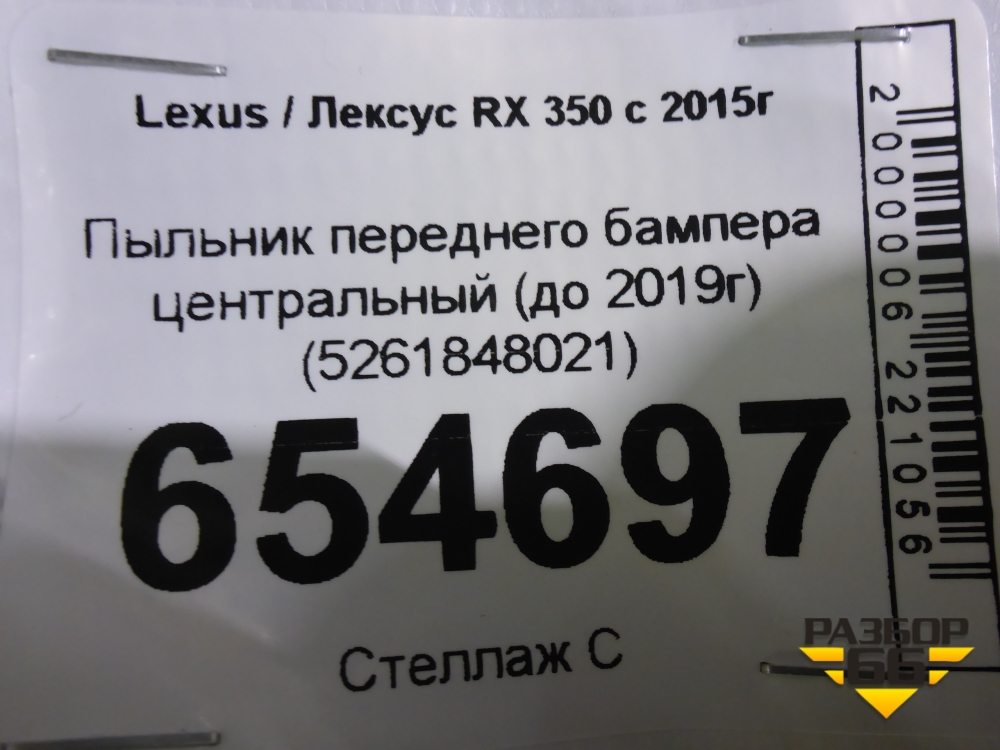 Lexus / Лексус RX 350 с 2015г
Пыльник переднего бампера
центральный (до 2019г)
(5261848021)
654697
Стеллаж С
2000006221056
РАЗБОР
66